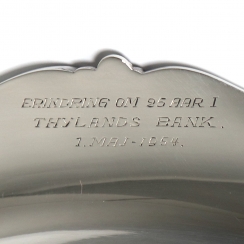 ERINDRING OM 25 AAR I
THYLANDS BANK.
1. MAJ - 1954.